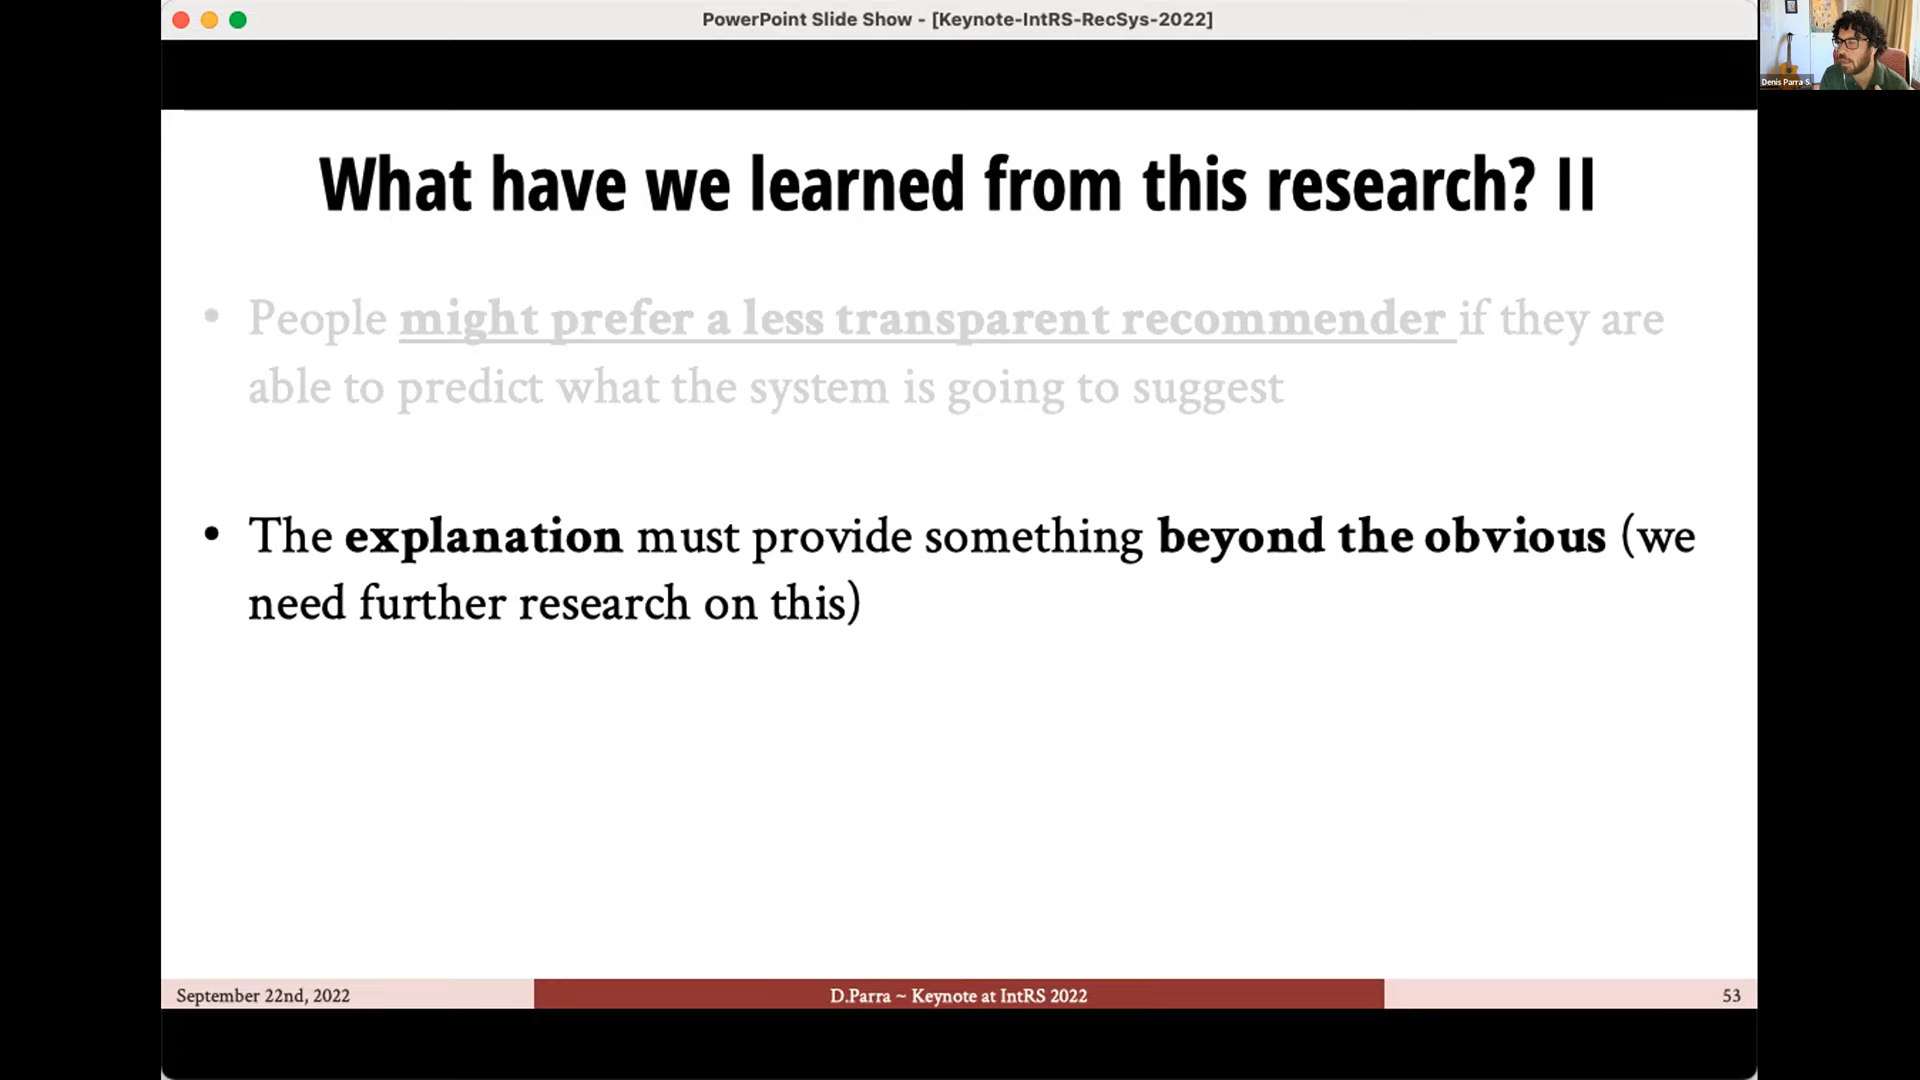 PowerPoint Slide Show - [Keynote-IntRS-RecSys-2022]
Denis Parra S.
What have we learned from this research? II
• People might prefer a less transparent recommender if they are
able to predict what the system is going to suggest
• The explanation must provide something beyond the obvious (we
need further research on this)
September 22nd, 2022
D.Parra ~ Keynote at IntRS 2022
53